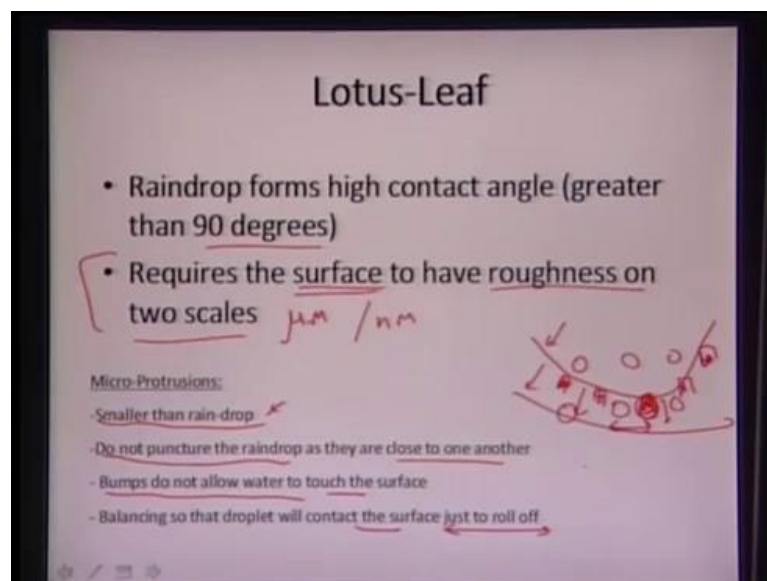 Lotus-Leaf
• Raindrop forms high contact angle (greater
than 90 degrees)
• Requires the surface to have roughness on
two scales μm / nm
Micro-Protrusions:
-Smaller than rain-drop
-Do not puncture the raindrop as they are close to one another
- Bumps do not allow water to touch the surface
- Balancing so that droplet will contact the surface just to roll off